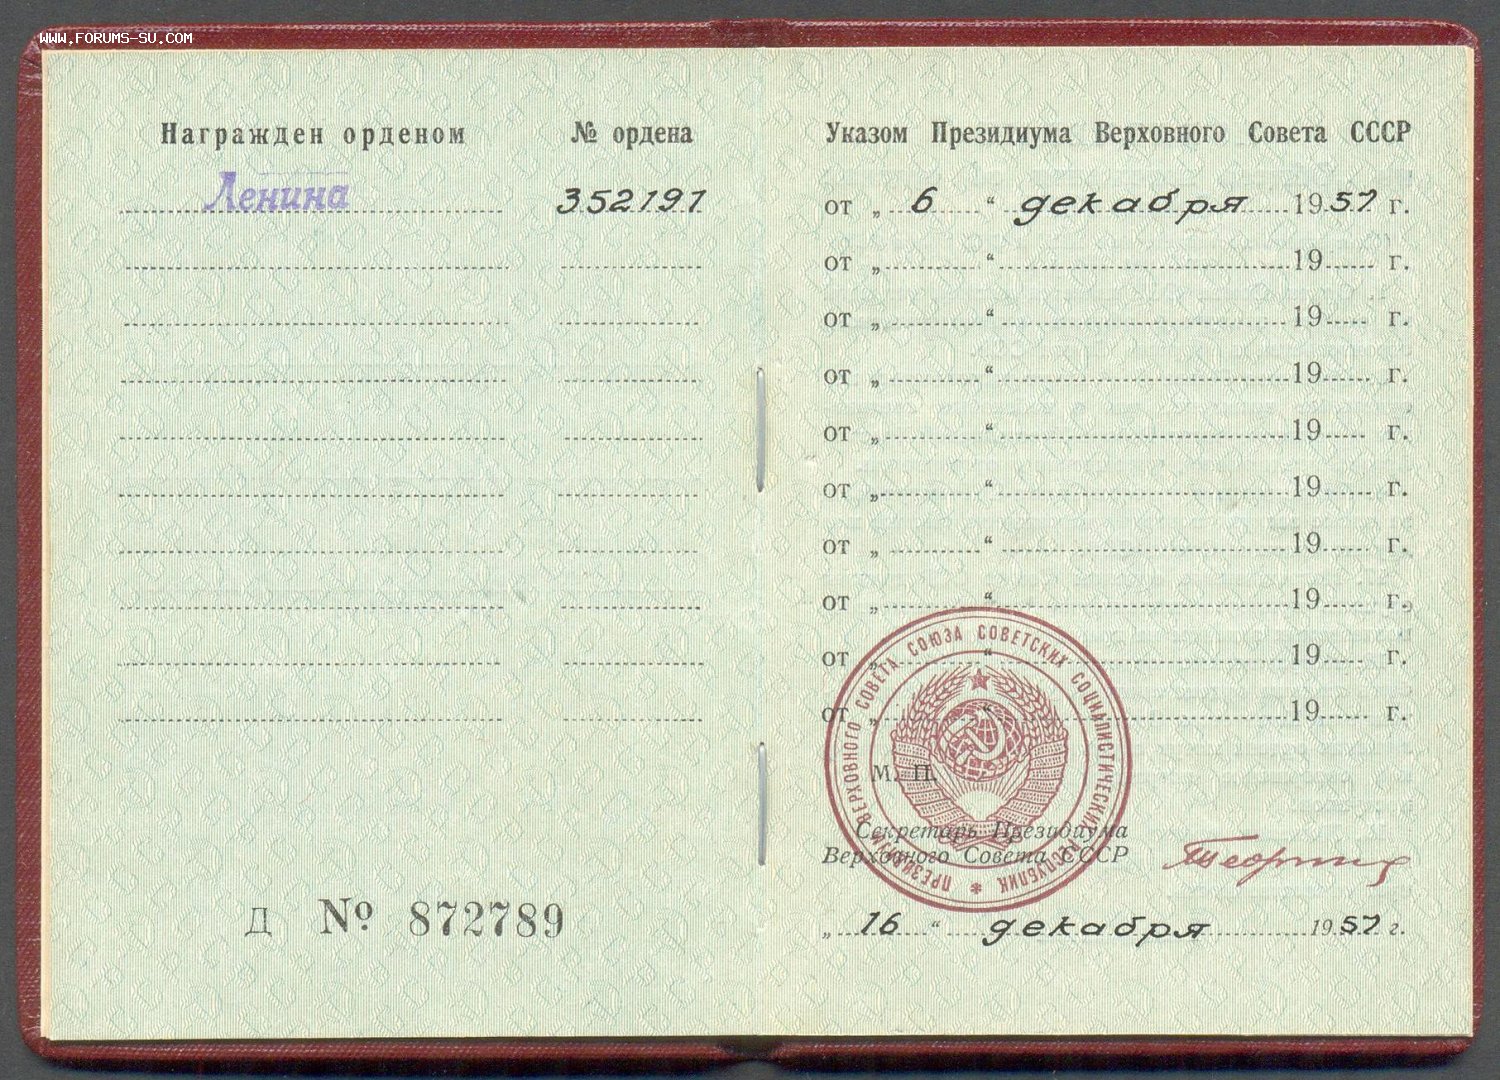 WWW.FORUMS-SU.COM
Награжден орденом
№ ордена
Ленина
352191
Д № 872789
Указом Президиума Верховного Совета СССР
от „ 6 “ декабря 1957 г.
от „ “ 19 г.
от „ “ 19 г.
от „ “ 19 г.
от „ “ 19 г.
от „ “ 19 г.
от „ “ 19 г.
от „ “ 19 г.
от „ “ 19 г.
от „ “ 19 г.
М. П.
ПРЕЗИДИУМ ВЕРХОВНОГО СОВЕТА СОЮЗА СОВЕТСКИХ СОЦИАЛИСТИЧЕСКИХ РЕСПУБЛИК
Секретарь Президиума
Верховного Совета СССР
„ 16 “ декабря 1957 г.